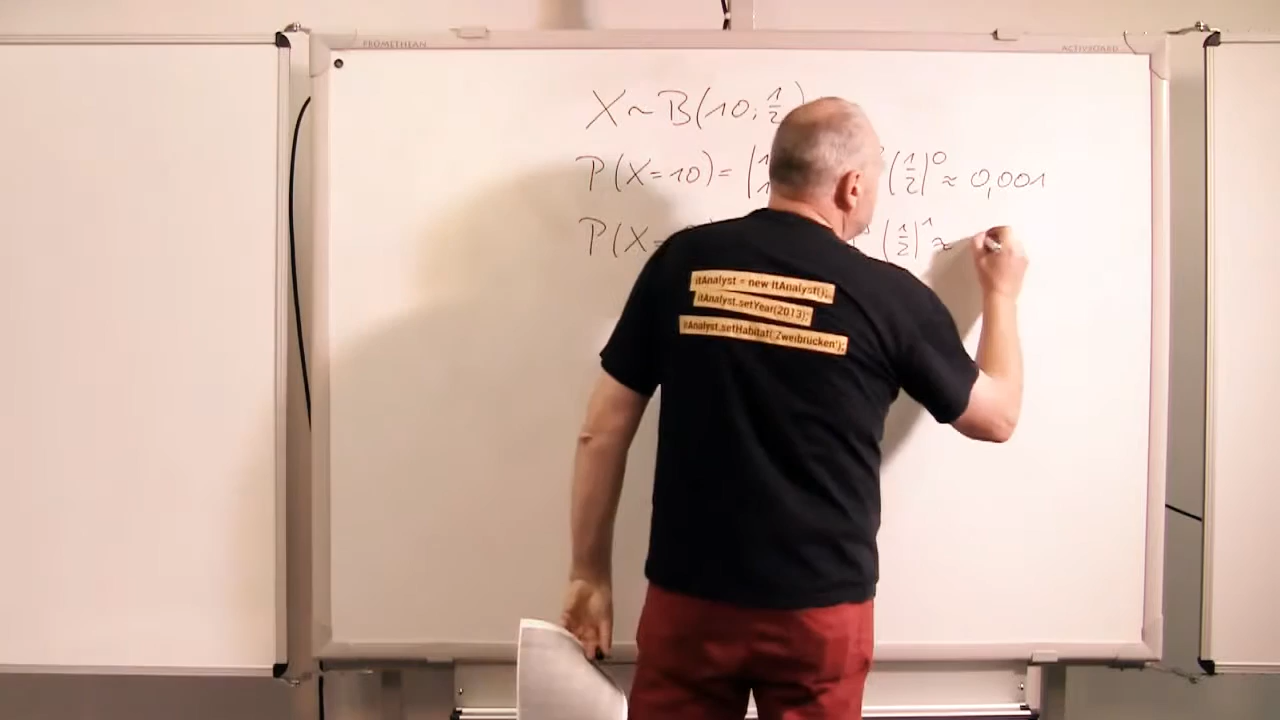 PROMETHEAN
ACTIVBOARD
X ~ B(10; 1/2)
P(X=10) = (1/2)^0 ≈ 0,001
P(X= (1/2)^1 ≈
itAnalyst = new ItAnalyst();
itAnalyst.setYear(2013);
itAnalyst.setHabitat('Zweibrücken');